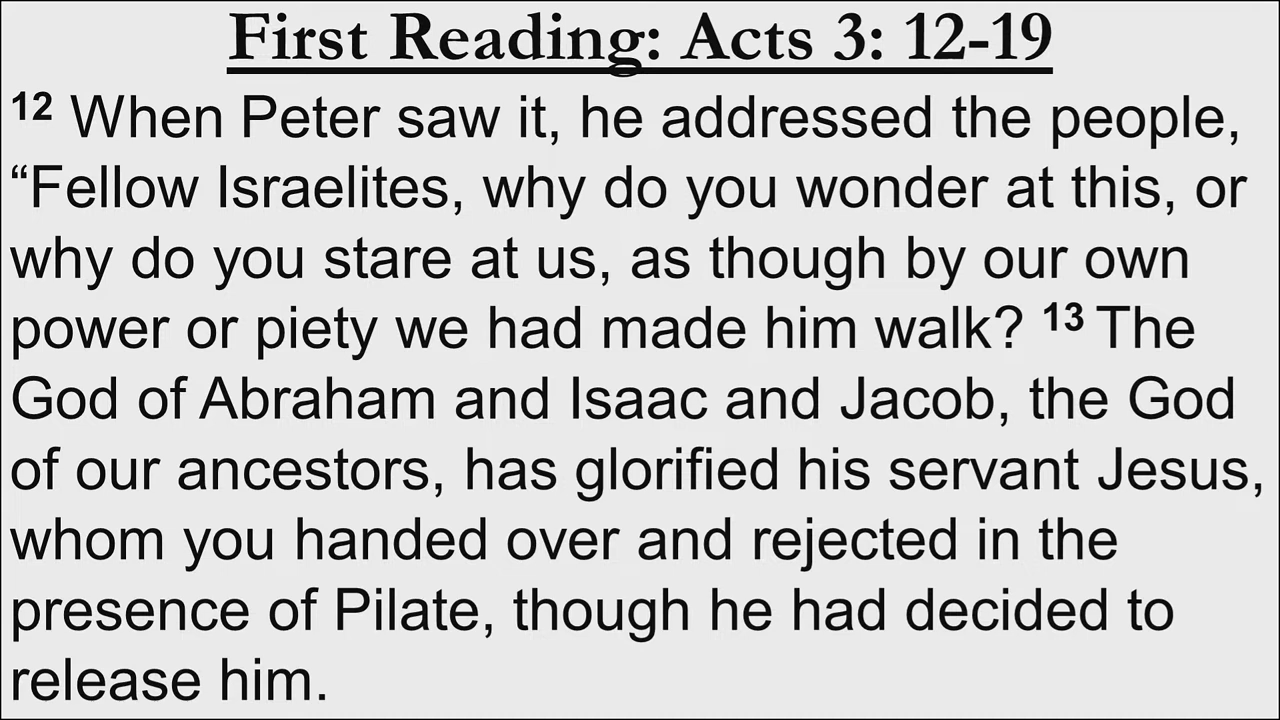 First Reading: Acts 3: 12-19
12 When Peter saw it, he addressed the people,
“Fellow Israelites, why do you wonder at this, or
why do you stare at us, as though by our own
power or piety we had made him walk? 13 The
God of Abraham and Isaac and Jacob, the God
of our ancestors, has glorified his servant Jesus,
whom you handed over and rejected in the
presence of Pilate, though he had decided to
release him.